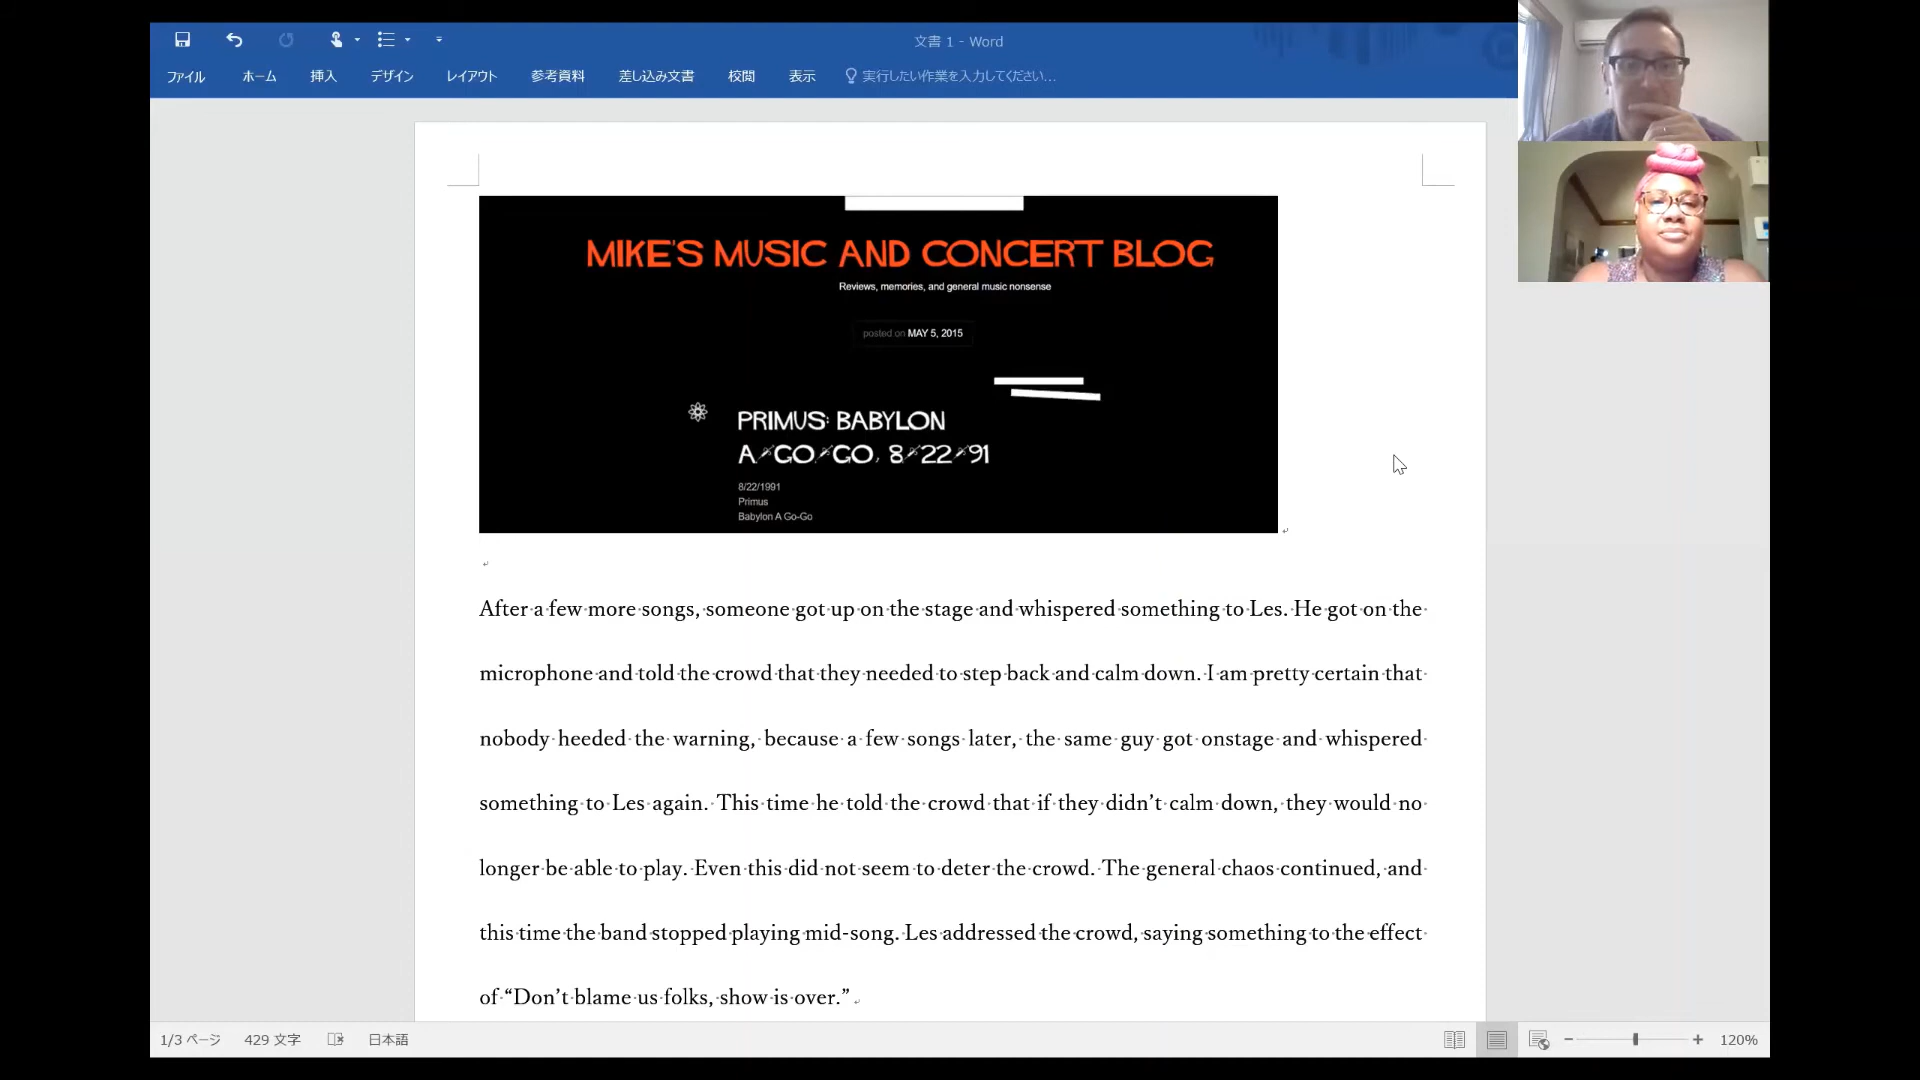 文書 1 - Word
ファイル ホーム 挿入 デザイン レイアウト 参考資料 差し込み文書 校閲 表示 実行したい作業を入力してください...
MIKE'S MUSIC AND CONCERT BLOG
Reviews, memories, and general music nonsense
posted on MAY 5, 2015
PRIMUS: BABYLON
A-GO-GO, 8/22/91
8/22/1991
Primus
Babylon A Go-Go
After a few more songs, someone got up on the stage and whispered something to Les. He got on the
microphone and told the crowd that they needed to step back and calm down. I am pretty certain that
nobody heeded the warning, because a few songs later, the same guy got onstage and whispered
something to Les again. This time he told the crowd that if they didn’t calm down, they would no
longer be able to play. Even this did not seem to deter the crowd. The general chaos continued, and
this time the band stopped playing mid-song. Les addressed the crowd, saying something to the effect
of “Don’t blame us folks, show is over.”
1/3 ページ 429 文字 日本語 120%